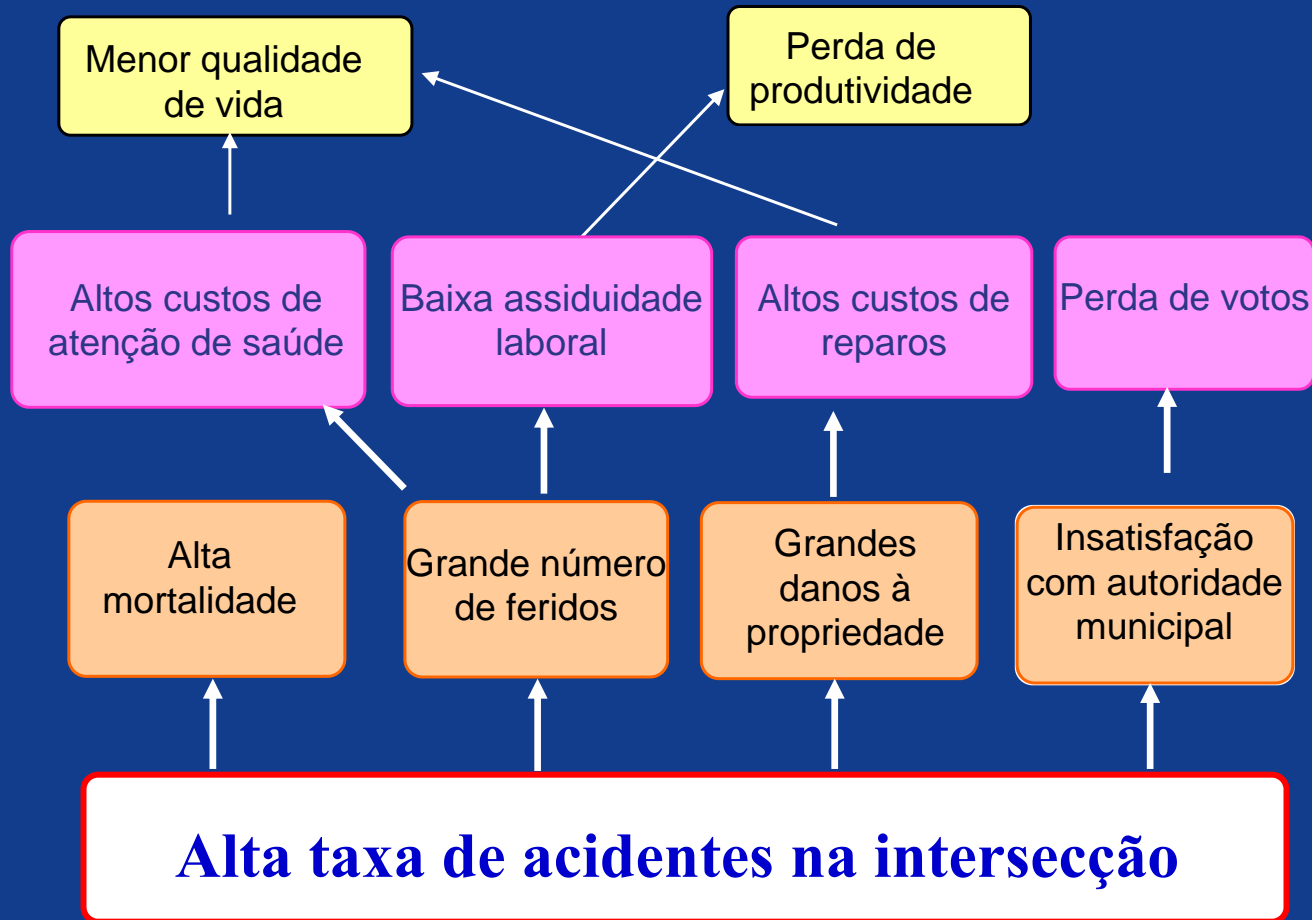 Menor qualidade
de vida
Perda de
produtividade
Altos custos de
atenção de saúde
Baixa assiduidade
laboral
Altos custos de
reparos
Perda de votos
Alta
mortalidade
Grande número
de feridos
Grandes
danos à
propriedade
Insatisfação
com autoridade
municipal
Alta taxa de acidentes na intersecção